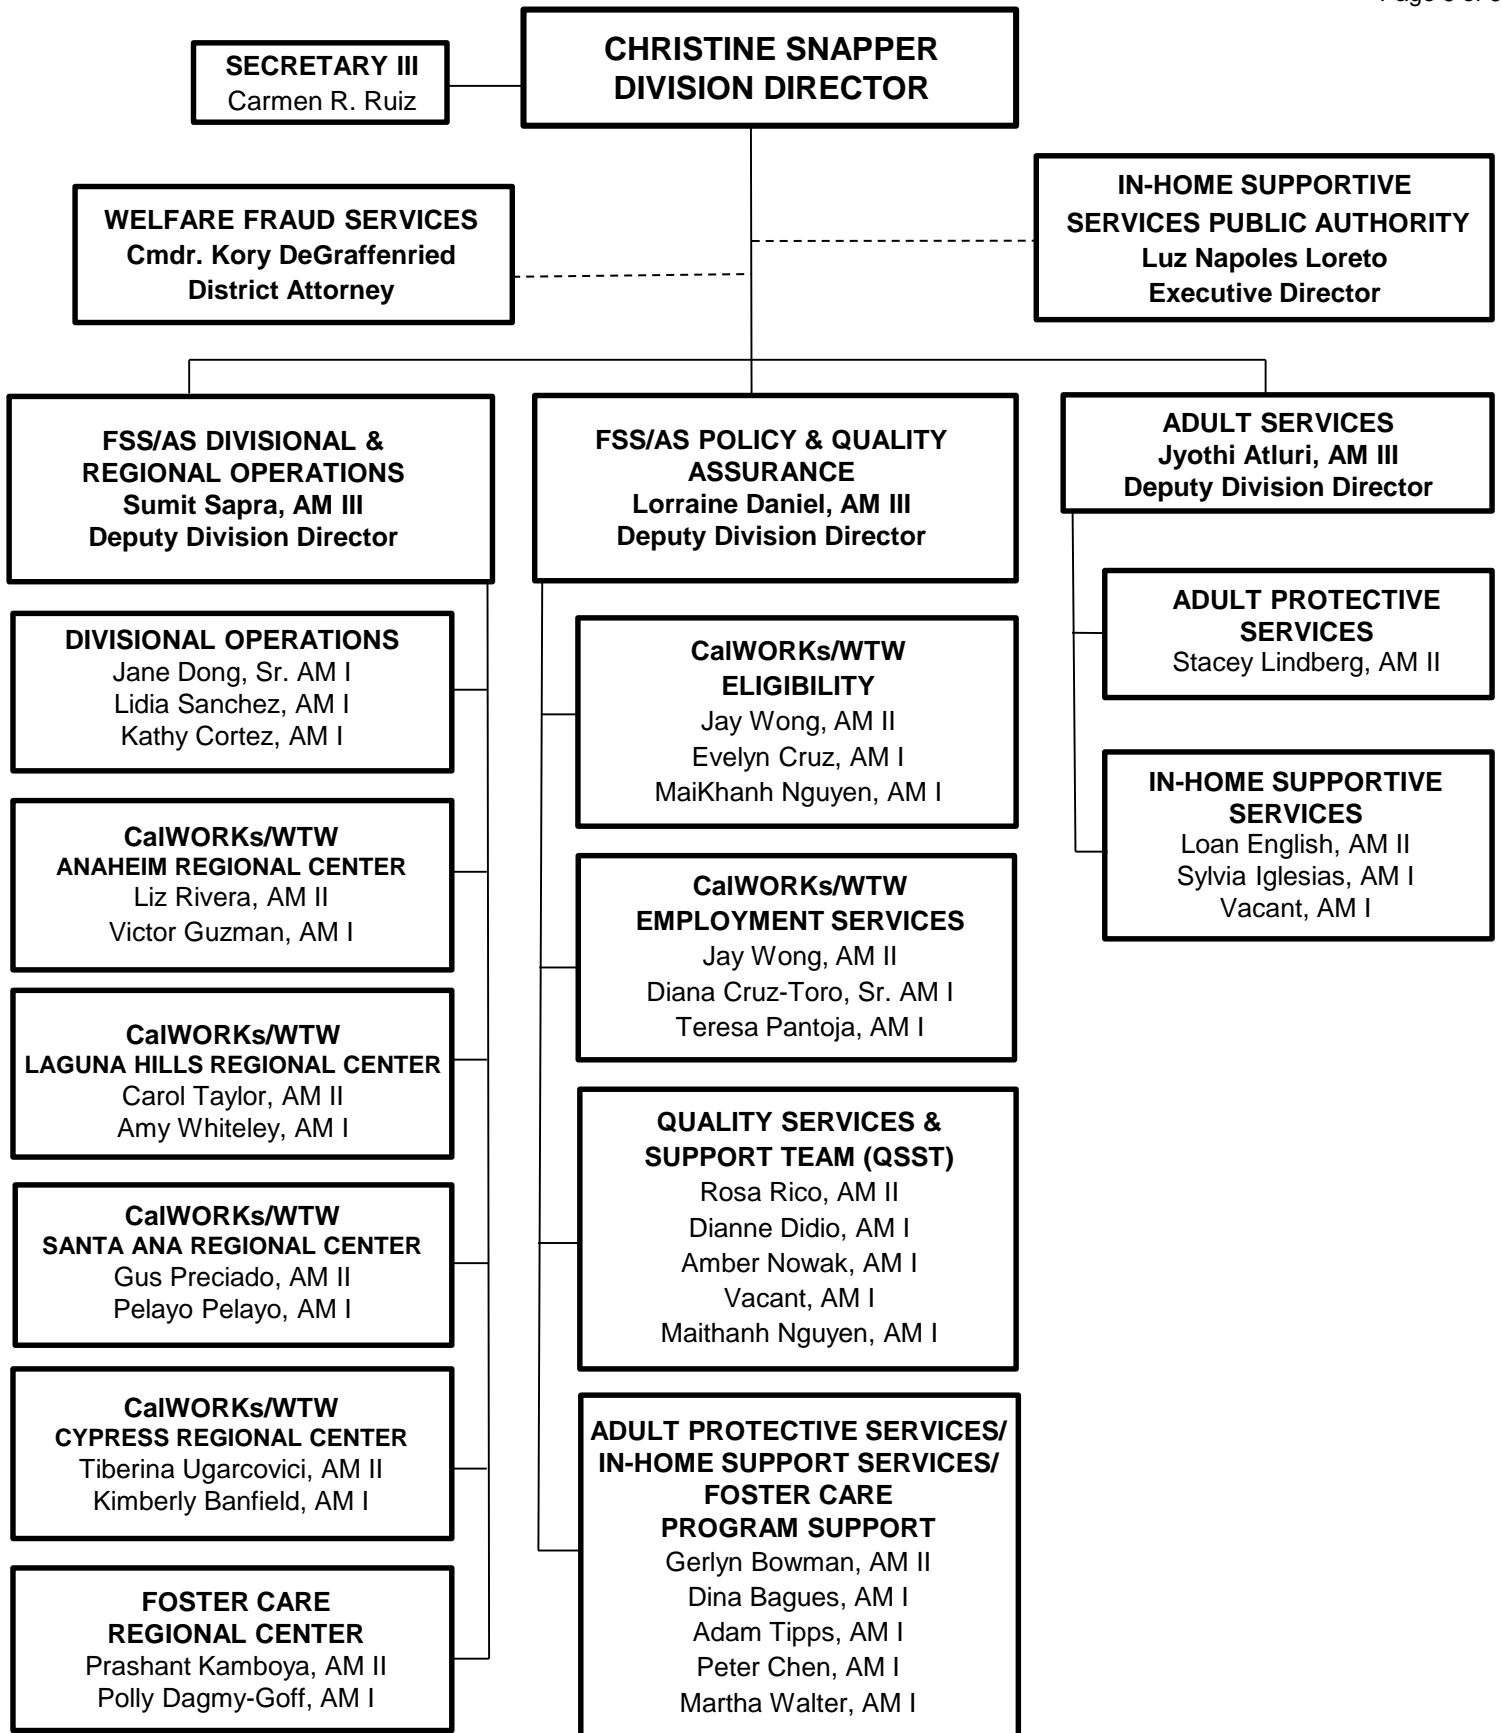 CHRISTINE SNAPPER
DIVISION DIRECTOR
SECRETARY III
Carmen R. Ruiz
WELFARE FRAUD SERVICES
Cmdr. Kory DeGraffenried
District Attorney
IN-HOME SUPPORTIVE
SERVICES PUBLIC AUTHORITY
Luz Napoles Loreto
Executive Director
FSS/AS DIVISIONAL &
REGIONAL OPERATIONS
Sumit Sapra, AM III
Deputy Division Director
DIVISIONAL OPERATIONS
Jane Dong, Sr. AM I
Lidia Sanchez, AM I
Kathy Cortez, AM I
CalWORKs/WTW
ANAHEIM REGIONAL CENTER
Liz Rivera, AM II
Victor Guzman, AM I
CalWORKs/WTW
LAGUNA HILLS REGIONAL CENTER
Carol Taylor, AM II
Amy Whiteley, AM I
CalWORKs/WTW
SANTA ANA REGIONAL CENTER
Gus Preciado, AM II
Pelayo Pelayo, AM I
CalWORKs/WTW
CYPRESS REGIONAL CENTER
Tiberina Ugarcovici, AM II
Kimberly Banfield, AM I
FOSTER CARE
REGIONAL CENTER
Prashant Kamboya, AM II
Polly Dagmy-Goff, AM I
FSS/AS POLICY & QUALITY
ASSURANCE
Lorraine Daniel, AM III
Deputy Division Director
CalWORKs/WTW
ELIGIBILITY
Jay Wong, AM II
Evelyn Cruz, AM I
MaiKhanh Nguyen, AM I
CalWORKs/WTW
EMPLOYMENT SERVICES
Jay Wong, AM II
Diana Cruz-Toro, Sr. AM I
Teresa Pantoja, AM I
QUALITY SERVICES &
SUPPORT TEAM (QSST)
Rosa Rico, AM II
Dianne Didio, AM I
Amber Nowak, AM I
Vacant, AM I
Maithanh Nguyen, AM I
ADULT PROTECTIVE SERVICES/
IN-HOME SUPPORT SERVICES/
FOSTER CARE
PROGRAM SUPPORT
Gerlyn Bowman, AM II
Dina Bagues, AM I
Adam Tipps, AM I
Peter Chen, AM I
Martha Walter, AM I
ADULT SERVICES
Jyothi Atluri, AM III
Deputy Division Director
ADULT PROTECTIVE
SERVICES
Stacey Lindberg, AM II
IN-HOME SUPPORTIVE
SERVICES
Loan English, AM II
Sylvia Iglesias, AM I
Vacant, AM I